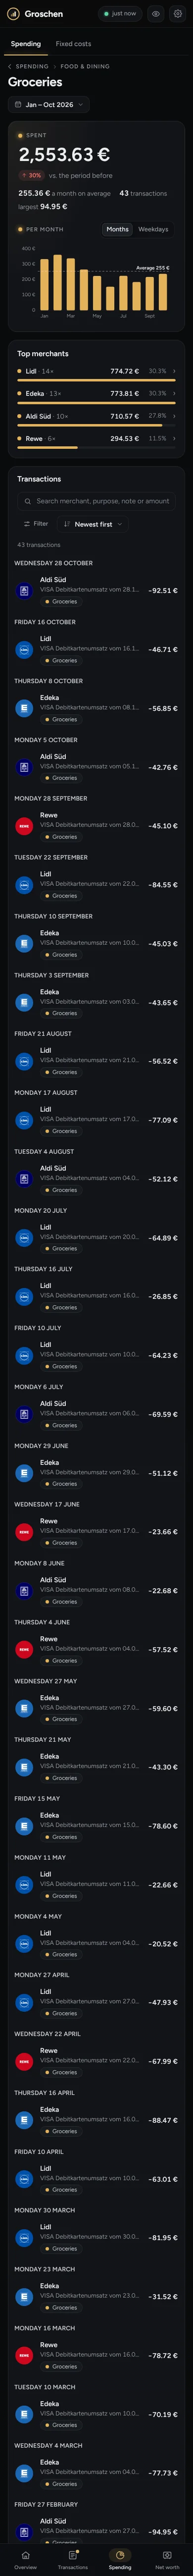 Groschen
just now
Spending
Fixed costs
SPENDING › FOOD & DINING
Groceries
Jan – Oct 2026
SPENT
2,553.63 €
↑ 30% vs. the period before
255.36 € a month on average 43 transactions
largest 94.95 €
PER MONTH
Months
Weekdays
400 €
Average 255 €
300 €
200 €
100 €
0
Jan
Mar
May
Jul
Sept
Top merchants
Lidl · 14× 774.72 € 30.3%
Edeka · 13× 773.81 € 30.3%
Aldi Süd · 10× 710.57 € 27.8%
Rewe · 6× 294.53 € 11.5%
Transactions
Search merchant, purpose, note or amount
Filter
Newest first
43 transactions
WEDNESDAY 28 OCTOBER
Aldi Süd
VISA Debitkartenumsatz vom 28.1...
−92.51 €
Groceries
FRIDAY 16 OCTOBER
Lidl
VISA Debitkartenumsatz vom 16.1...
−46.71 €
Groceries
THURSDAY 8 OCTOBER
Edeka
VISA Debitkartenumsatz vom 08.1...
−56.85 €
Groceries
MONDAY 5 OCTOBER
Aldi Süd
VISA Debitkartenumsatz vom 05.1...
−42.76 €
Groceries
MONDAY 28 SEPTEMBER
Rewe
VISA Debitkartenumsatz vom 28.0...
−45.10 €
Groceries
TUESDAY 22 SEPTEMBER
Lidl
VISA Debitkartenumsatz vom 22.0...
−84.55 €
Groceries
THURSDAY 10 SEPTEMBER
Edeka
VISA Debitkartenumsatz vom 10.0...
−45.03 €
Groceries
THURSDAY 3 SEPTEMBER
Edeka
VISA Debitkartenumsatz vom 03.0...
−43.65 €
Groceries
FRIDAY 21 AUGUST
Lidl
VISA Debitkartenumsatz vom 21.0...
−56.52 €
Groceries
MONDAY 17 AUGUST
Lidl
VISA Debitkartenumsatz vom 17.0...
−77.09 €
Groceries
TUESDAY 4 AUGUST
Aldi Süd
VISA Debitkartenumsatz vom 04.0...
−52.12 €
Groceries
MONDAY 20 JULY
Lidl
VISA Debitkartenumsatz vom 20.0...
−64.89 €
Groceries
THURSDAY 16 JULY
Lidl
VISA Debitkartenumsatz vom 16.0...
−26.85 €
Groceries
FRIDAY 10 JULY
Lidl
VISA Debitkartenumsatz vom 10.0...
−64.23 €
Groceries
MONDAY 6 JULY
Aldi Süd
VISA Debitkartenumsatz vom 06.0...
−69.59 €
Groceries
MONDAY 29 JUNE
Edeka
VISA Debitkartenumsatz vom 29.0...
−51.12 €
Groceries
WEDNESDAY 17 JUNE
Rewe
VISA Debitkartenumsatz vom 17.0...
−23.66 €
Groceries
MONDAY 8 JUNE
Aldi Süd
VISA Debitkartenumsatz vom 08.0...
−22.68 €
Groceries
THURSDAY 4 JUNE
Rewe
VISA Debitkartenumsatz vom 04.0...
−57.52 €
Groceries
WEDNESDAY 27 MAY
Edeka
VISA Debitkartenumsatz vom 27.0...
−59.60 €
Groceries
THURSDAY 21 MAY
Edeka
VISA Debitkartenumsatz vom 21.0...
−43.30 €
Groceries
FRIDAY 15 MAY
Edeka
VISA Debitkartenumsatz vom 15.0...
−78.60 €
Groceries
MONDAY 11 MAY
Lidl
VISA Debitkartenumsatz vom 11.0...
−22.66 €
Groceries
MONDAY 4 MAY
Lidl
VISA Debitkartenumsatz vom 04.0...
−20.52 €
Groceries
MONDAY 27 APRIL
Lidl
VISA Debitkartenumsatz vom 27.0...
−47.93 €
Groceries
WEDNESDAY 22 APRIL
Rewe
VISA Debitkartenumsatz vom 22.0...
−67.99 €
Groceries
THURSDAY 16 APRIL
Edeka
VISA Debitkartenumsatz vom 16.0...
−88.47 €
Groceries
FRIDAY 10 APRIL
Lidl
VISA Debitkartenumsatz vom 10.0...
−63.01 €
Groceries
MONDAY 30 MARCH
Lidl
VISA Debitkartenumsatz vom 30.0...
−81.95 €
Groceries
MONDAY 23 MARCH
Edeka
VISA Debitkartenumsatz vom 23.0...
−31.52 €
Groceries
MONDAY 16 MARCH
Rewe
VISA Debitkartenumsatz vom 16.0...
−78.72 €
Groceries
TUESDAY 10 MARCH
Edeka
VISA Debitkartenumsatz vom 10.0...
−70.19 €
Groceries
WEDNESDAY 4 MARCH
Edeka
VISA Debitkartenumsatz vom 04.0...
−77.73 €
Groceries
FRIDAY 27 FEBRUARY
Aldi Süd
VISA Debitkartenumsatz vom 27.0...
−94.95 €
Groceries
Overview
Transactions
Spending
Net worth